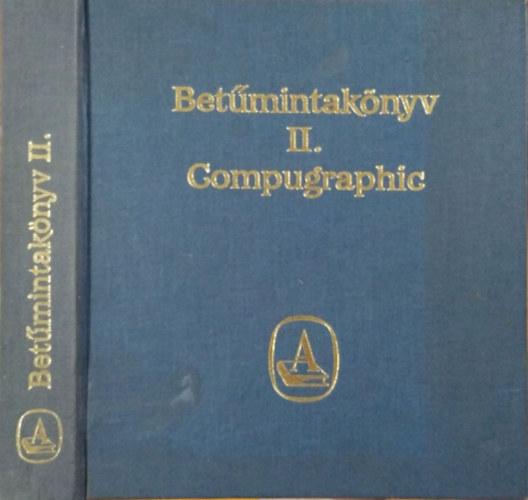 Betűmintakönyv II.
A
Betűmintakönyv
II.
Compugraphic
A